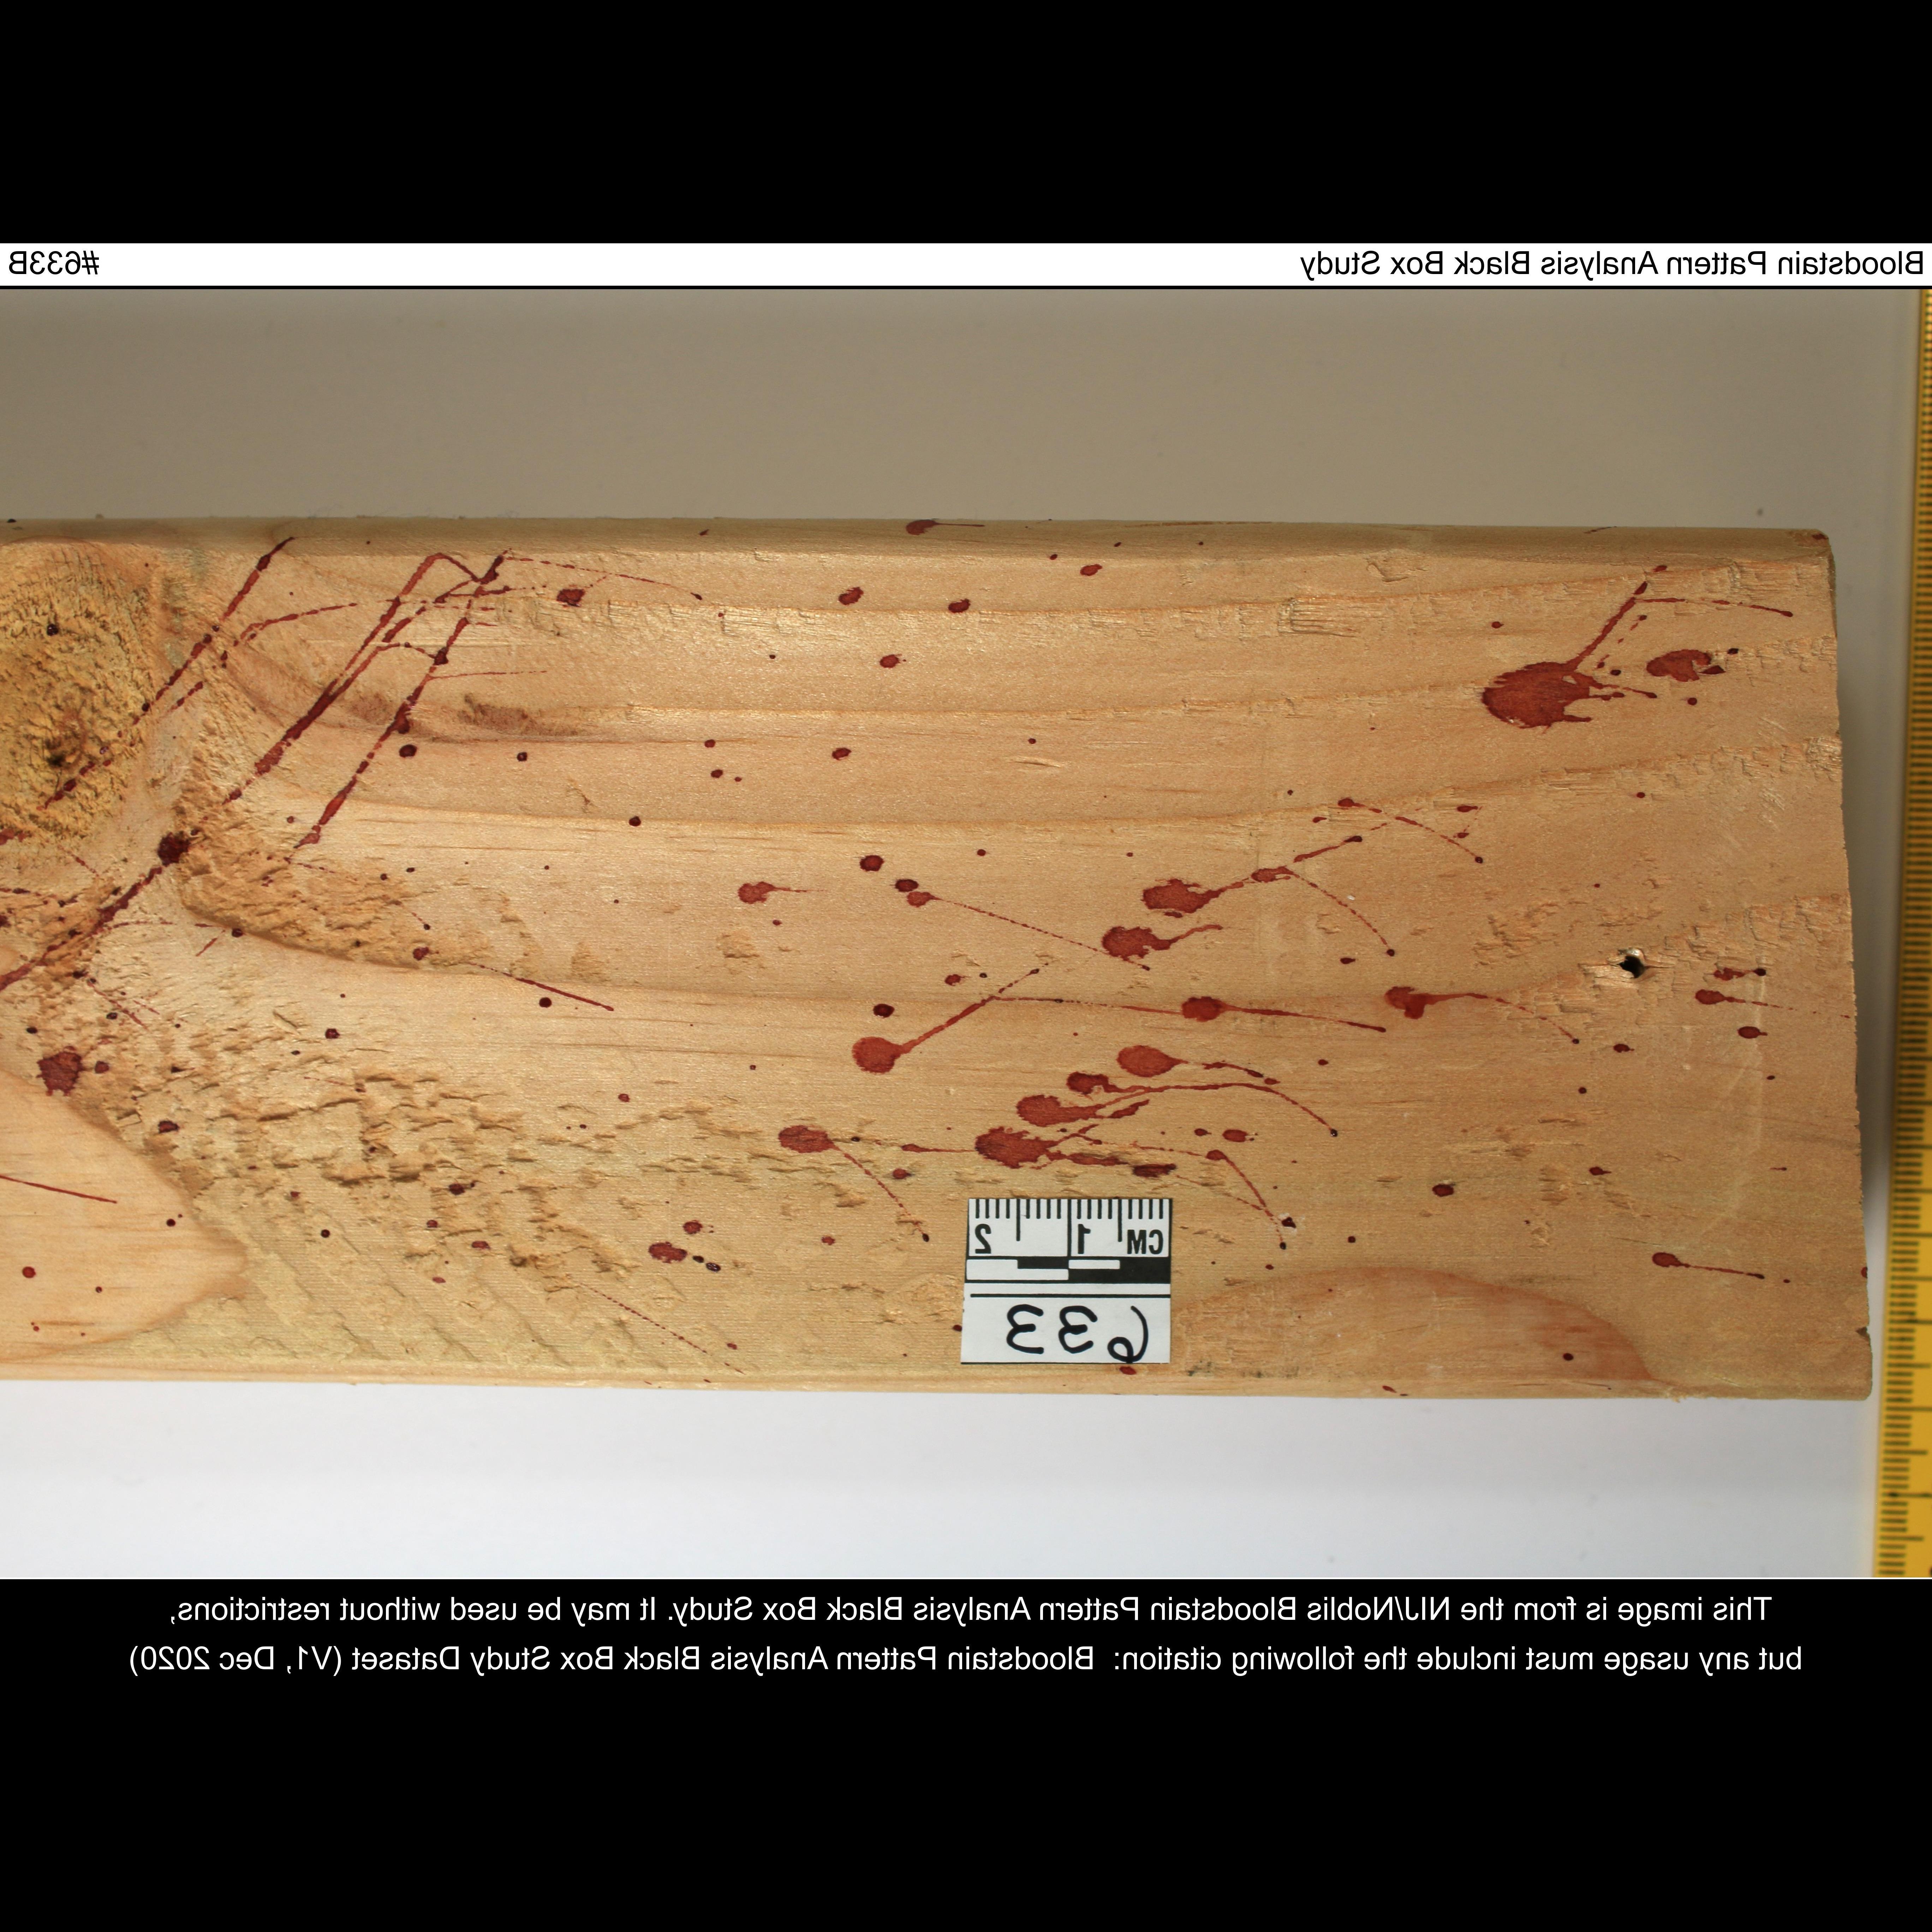 Bloodstain Pattern Analysis Black Box Study #633B
CM 1 2
633
This image is from the NIJ/Noblis Bloodstain Pattern Analysis Black Box Study. It may be used without restrictions,
but any usage must include the following citation: Bloodstain Pattern Analysis Black Box Study Dataset (V1, Dec 2020)